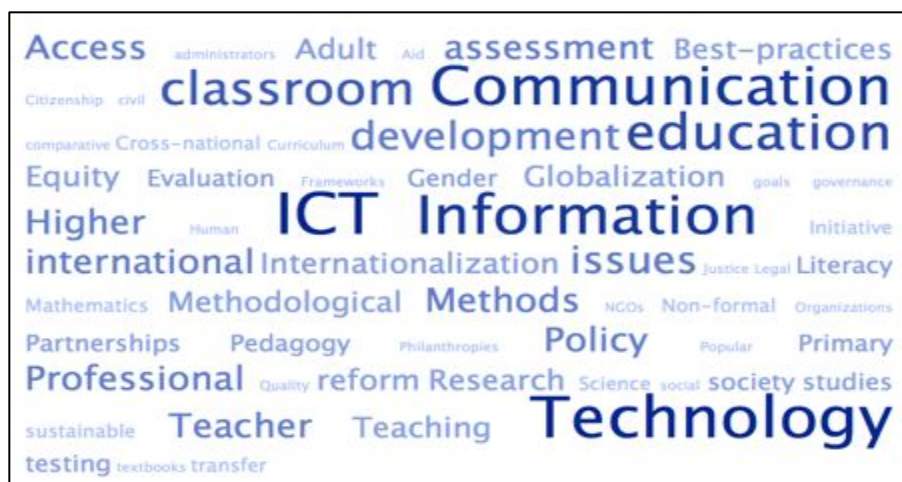 Access administrators Adult Aid assessment Best-practices
Citizenship civil classroom Communication
comparative Cross-national Curriculum development education
Equity Evaluation Frameworks Gender Globalization goals governance
Higher Human ICT Information Initiative
international Internationalization issues Justice Legal Literacy
Mathematics Methodological Methods NGOs Non-formal Organizations
Partnerships Pedagogy Philanthropies Policy Popular Primary
Professional Quality reform Research Science social society studies
sustainable Teacher Teaching Technology
testing textbooks transfer